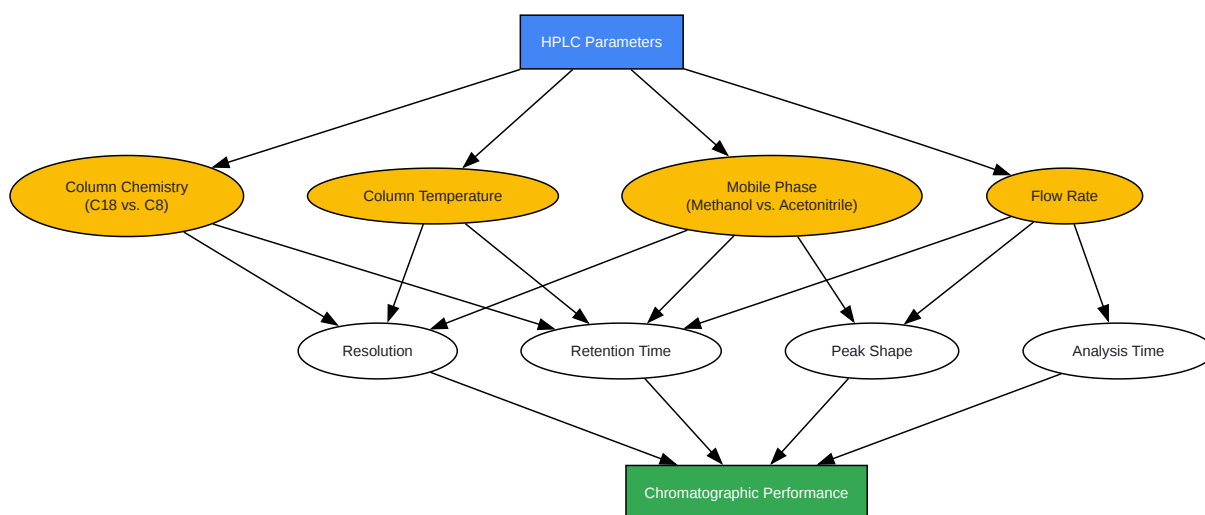 HPLC Parameters
Column Chemistry
(C18 vs. C8)
Column Temperature
Mobile Phase
(Methanol vs. Acetonitrile)
Flow Rate
Resolution
Retention Time
Peak Shape
Analysis Time
Chromatographic Performance